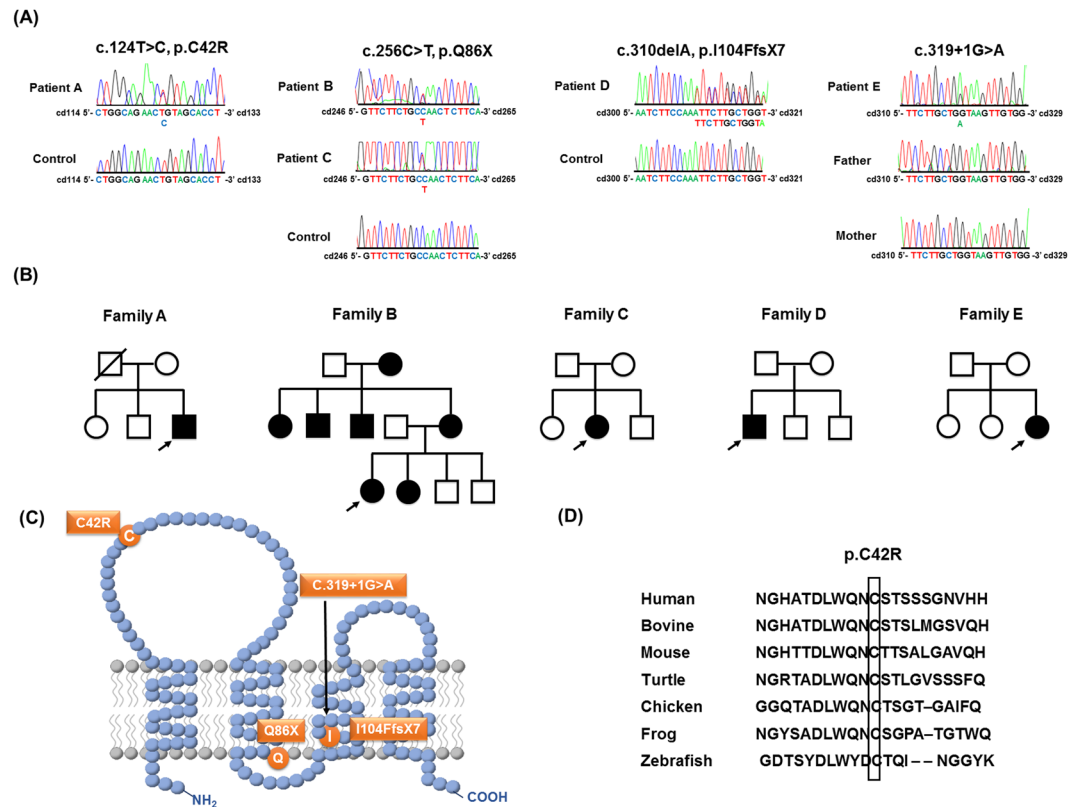 (A)
c.124T>C, p.C42R
c.256C>T, p.Q86X
c.310delA, p.I104FfsX7
c.319+1G>A
Patient A
cd114 5'- CTGGCAGAACTGTAGCACCT -3' cd133
C
Control
cd114 5'- CTGGCAGAACTGTAGCACCT -3' cd133
Patient B
cd246 5'- GTTCTTCTGCCAACTCTTCA-3' cd265
T
Patient C
cd246 5'- GTTCTTCTGCCAACTCTTCA-3' cd265
T
Control
cd246 5'- GTTCTTCTGCCAACTCTTCA-3' cd265
Patient D
cd300 5'- AATCTTCCAAATTCTTGCTGGT-3' cd321
TTCTTGCTGGTA
Control
cd300 5'- AATCTTCCAAATTCTTGCTGGT-3' cd321
Patient E
cd310 5'- TTCTTGCTGGTAAGTTGTGG-3' cd329
A
Father
cd310 5'- TTCTTGCTGGTAAGTTGTGG-3' cd329
Mother
cd310 5'- TTCTTGCTGGTAAGTTGTGG-3' cd329
(B)
Family A
Family B
Family C
Family D
Family E
(C)
C42R
C
C.319+1G>A
Q86X
Q
I
I104FfsX7
NH2
COOH
(D)
p.C42R
Human NGHATDLWQNCSTSSSGNVHH
Bovine NGHATDLWQNCSTSLMGSVQH
Mouse NGHTTDLWQNCTTSALGAVQH
Turtle NGRTADLWQNCSTLGVSSSFQ
Chicken GGQTADLWQNCTSGT–GAIFQ
Frog NGYSADLWQNCSGPA–TGTWQ
Zebrafish GDTSYDLWYDCTQI––NGGYK